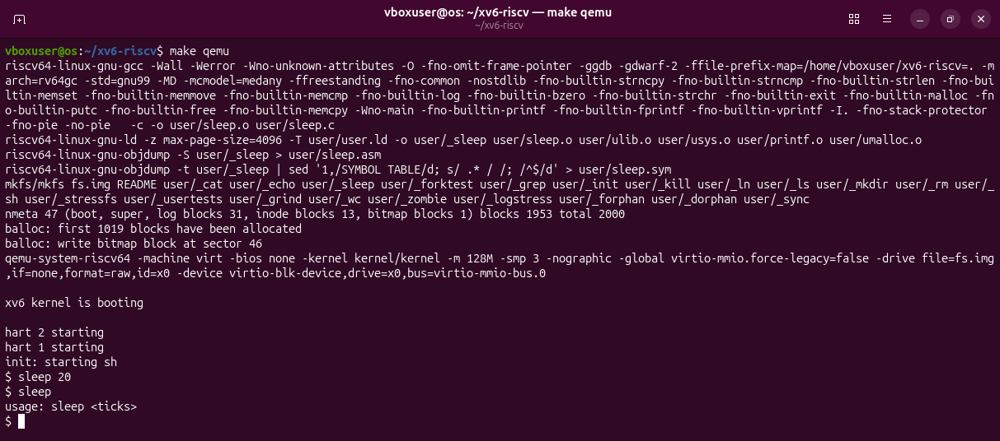 vboxuser@os: ~/xv6-riscv — make qemu
~/xv6-riscv
vboxuser@os:~/xv6-riscv$ make qemu
riscv64-linux-gnu-gcc -Wall -Werror -Wno-unknown-attributes -O -fno-omit-frame-pointer -ggdb -gdwarf-2 -ffile-prefix-map=/home/vboxuser/xv6-riscv=. -m
arch=rv64gc -std=gnu99 -MD -mcmodel=medany -ffreestanding -fno-common -nostdlib -fno-builtin-strncpy -fno-builtin-strncmp -fno-builtin-strlen -fno-bui
ltin-memset -fno-builtin-memmove -fno-builtin-memcmp -fno-builtin-log -fno-builtin-bzero -fno-builtin-strchr -fno-builtin-exit -fno-builtin-malloc -fn
o-builtin-putc -fno-builtin-free -fno-builtin-memcpy -Wno-main -fno-builtin-printf -fno-builtin-fprintf -fno-builtin-vprintf -I. -fno-stack-protector
-fno-pie -no-pie   -c -o user/sleep.o user/sleep.c
riscv64-linux-gnu-ld -z max-page-size=4096 -T user/user.ld -o user/_sleep user/sleep.o user/ulib.o user/usys.o user/printf.o user/umalloc.o
riscv64-linux-gnu-objdump -S user/_sleep > user/sleep.asm
riscv64-linux-gnu-objdump -t user/_sleep | sed '1,/SYMBOL TABLE/d; s/ .* / /; /^$/d' > user/sleep.sym
mkfs/mkfs fs.img README user/_cat user/_echo user/_sleep user/_forktest user/_grep user/_init user/_kill user/_ln user/_ls user/_mkdir user/_rm user/_
sh user/_stressfs user/_usertests user/_grind user/_wc user/_zombie user/_logstress user/_forphan user/_dorphan user/_sync
nmeta 47 (boot, super, log blocks 31, inode blocks 13, bitmap blocks 1) blocks 1953 total 2000
balloc: first 1019 blocks have been allocated
balloc: write bitmap block at sector 46
qemu-system-riscv64 -machine virt -bios none -kernel kernel/kernel -m 128M -smp 3 -nographic -global virtio-mmio.force-legacy=false -drive file=fs.img
,if=none,format=raw,id=x0 -device virtio-blk-device,drive=x0,bus=virtio-mmio-bus.0
xv6 kernel is booting
hart 2 starting
hart 1 starting
init: starting sh
$ sleep 20
$ sleep
usage: sleep <ticks>
$